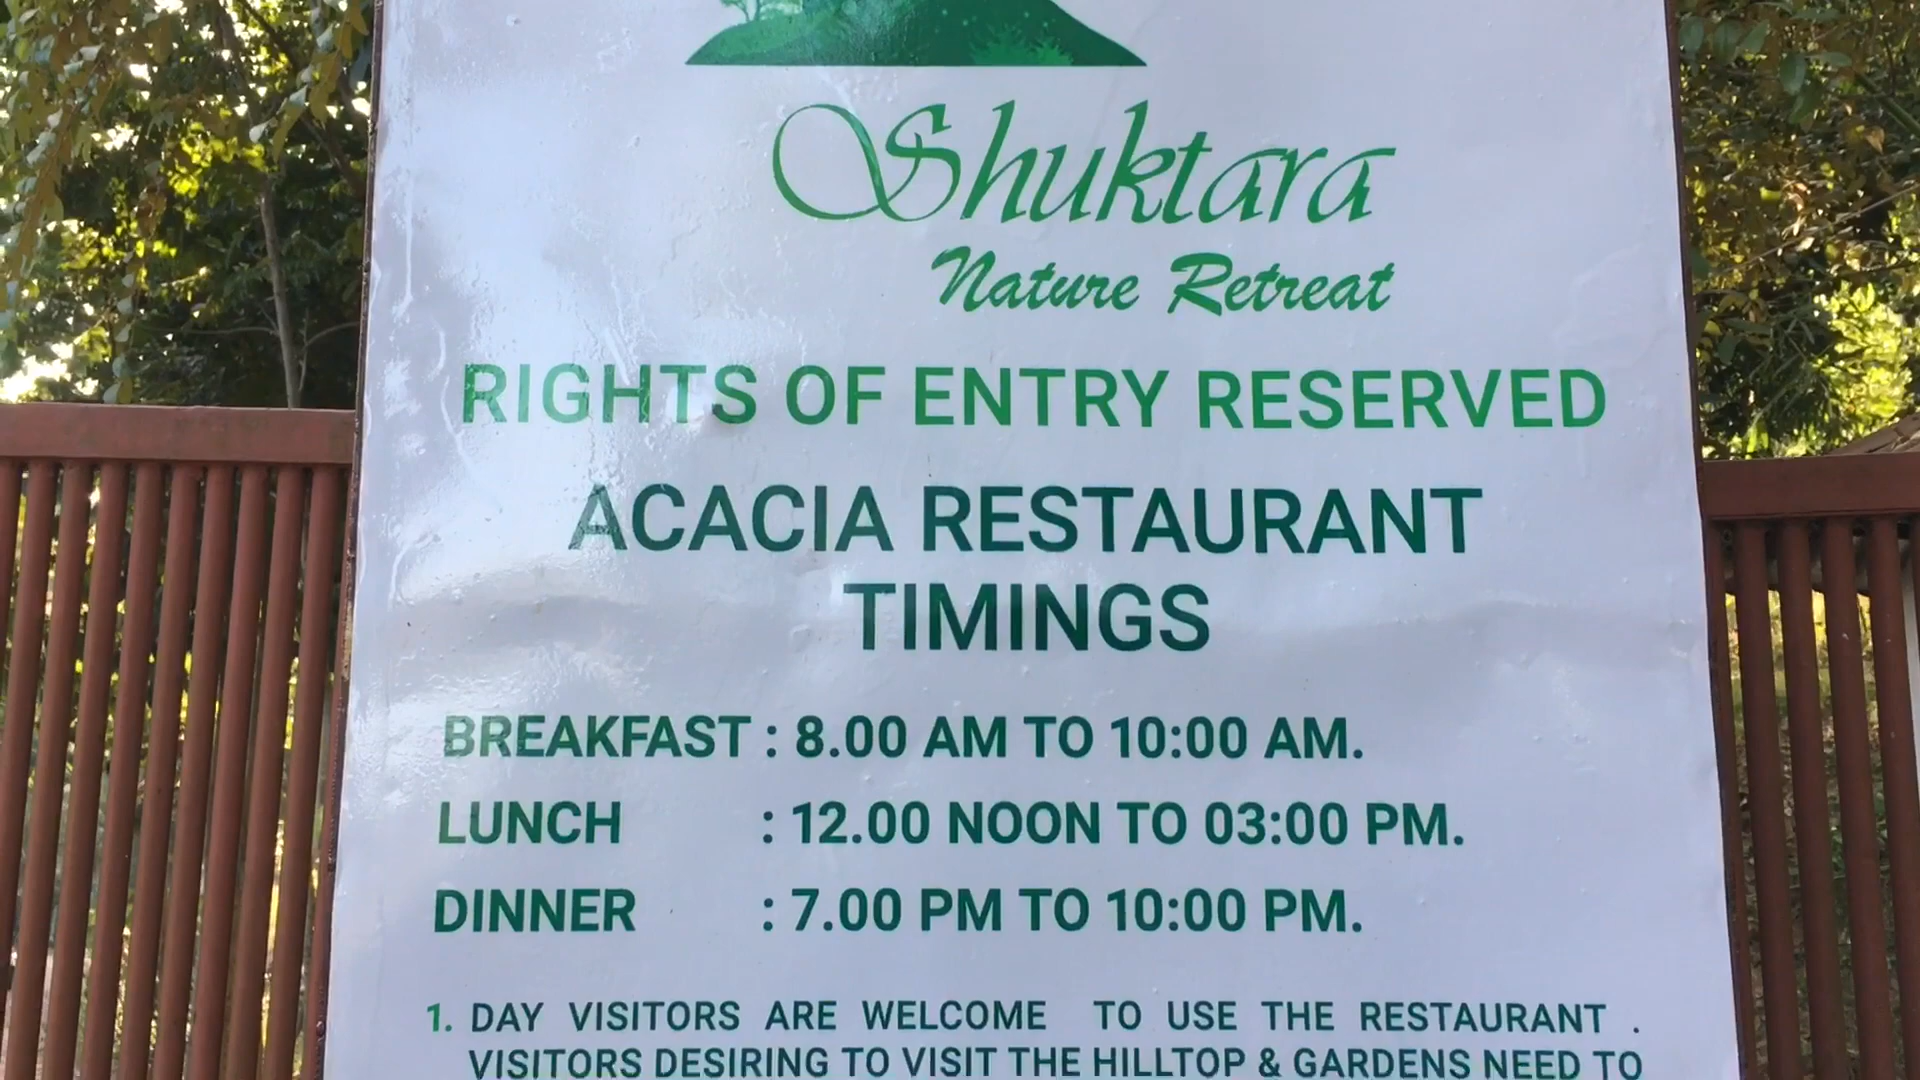 Shuktara
Nature Retreat
RIGHTS OF ENTRY RESERVED
ACACIA RESTAURANT
TIMINGS
BREAKFAST : 8.00 AM TO 10:00 AM.
LUNCH : 12.00 NOON TO 03:00 PM.
DINNER : 7.00 PM TO 10:00 PM.
1. DAY VISITORS ARE WELCOME TO USE THE RESTAURANT .
VISITORS DESIRING TO VISIT THE HILLTOP & GARDENS NEED TO